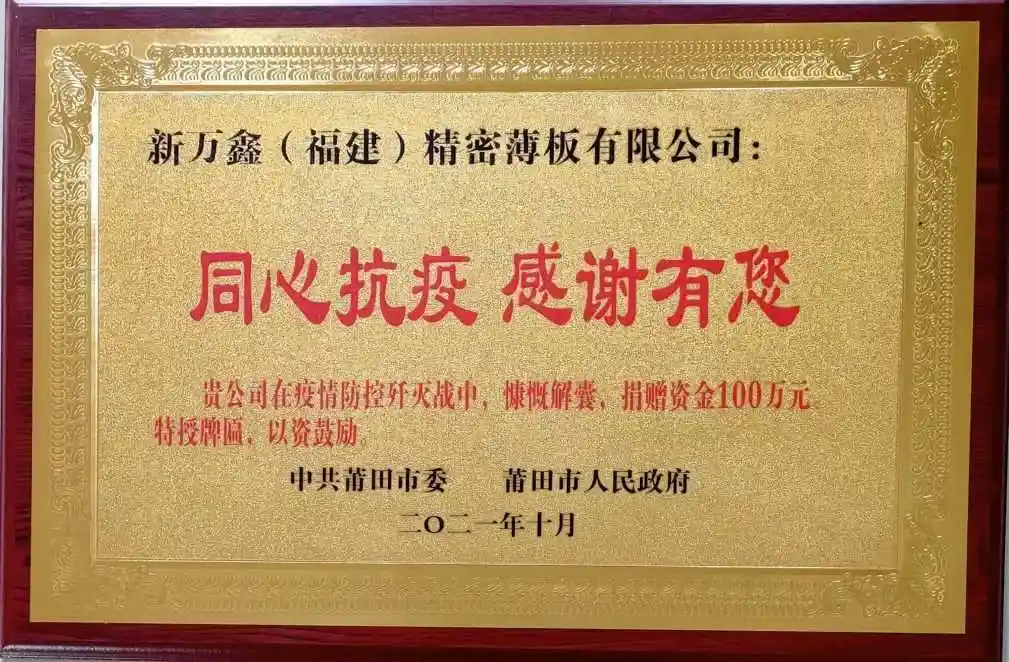 新万鑫（福建）精密薄板有限公司：
同心抗疫 感谢有您
贵公司在疫情防控歼灭战中，慷慨解囊，捐赠资金100万元
特授牌匾，以资鼓励。
中共莆田市委 莆田市人民政府
二〇二一年十月